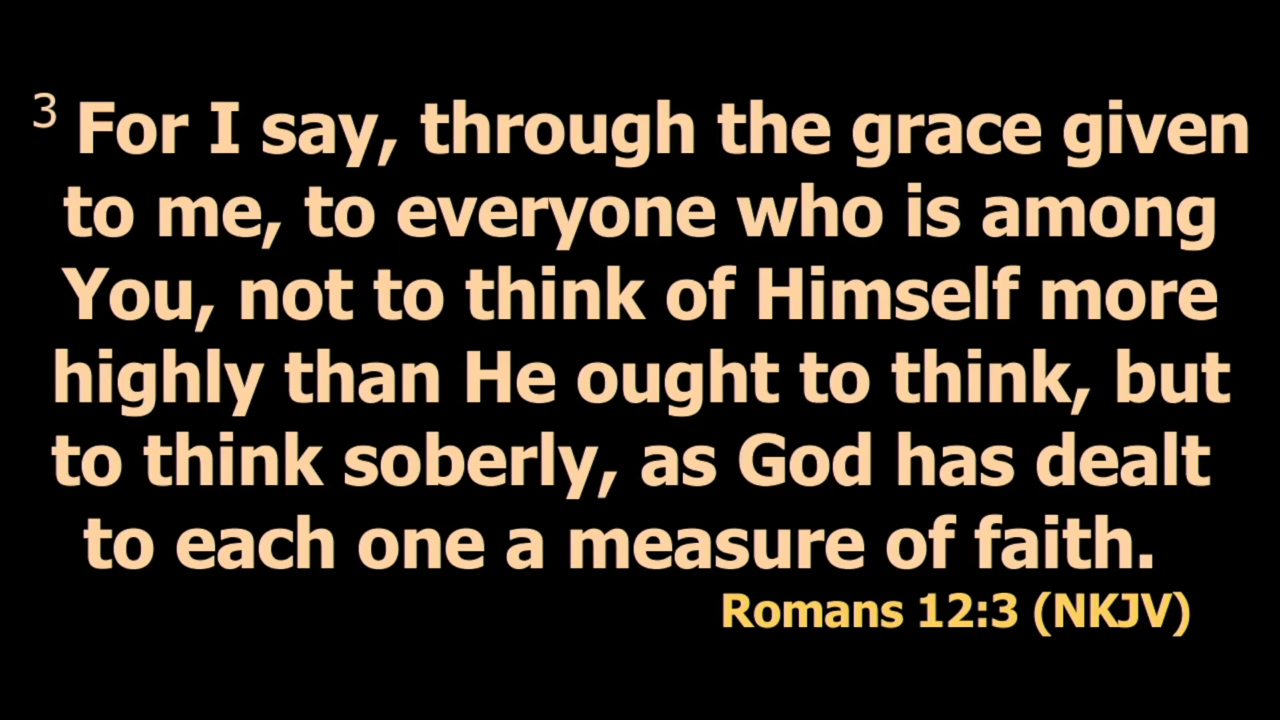 3 For I say, through the grace given
to me, to everyone who is among
You, not to think of Himself more
highly than He ought to think, but
to think soberly, as God has dealt
to each one a measure of faith.
Romans 12:3 (NKJV)